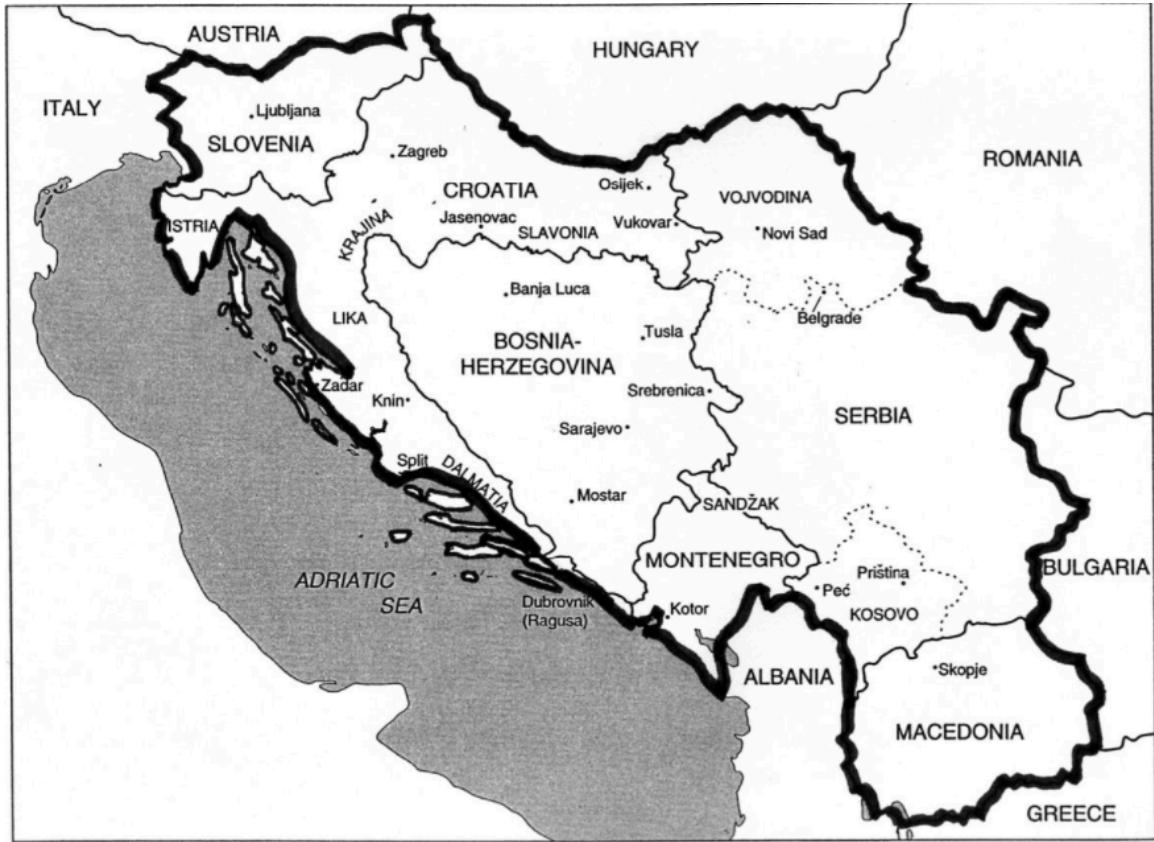 AUSTRIA
HUNGARY
ITALY
Ljubljana
SLOVENIA
ROMANIA
Zagreb
CROATIA
Osijek
VOJVODINA
ISTRIA
KRAJINA
Jasenovac
SLAVONIA
Vukovar
Novi Sad
Banja Luca
Belgrade
LIKA
Tusla
BOSNIA-
HERZEGOVINA
Zadar
Knin
Srebrenica
SERBIA
Sarajevo
Split
DALMATIA
Mostar
SANDŽAK
MONTENEGRO
Priština
BULGARIA
Peć
ADRIATIC
SEA
Dubrovnik
(Ragusa)
Kotor
KOSOVO
ALBANIA
Skopje
MACEDONIA
GREECE